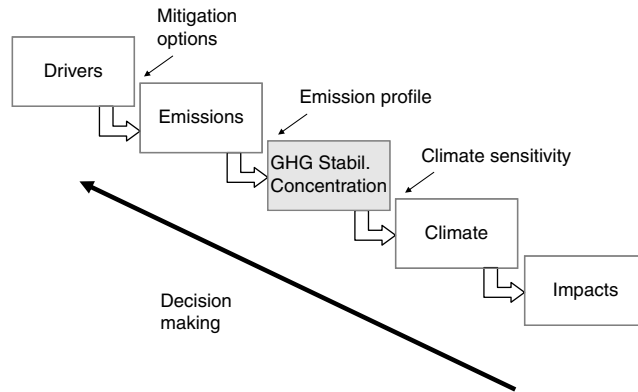 Mitigation
options
Drivers
Emissions
Emission profile
GHG Stabil.
Concentration
Climate sensitivity
Climate
Impacts
Decision
making